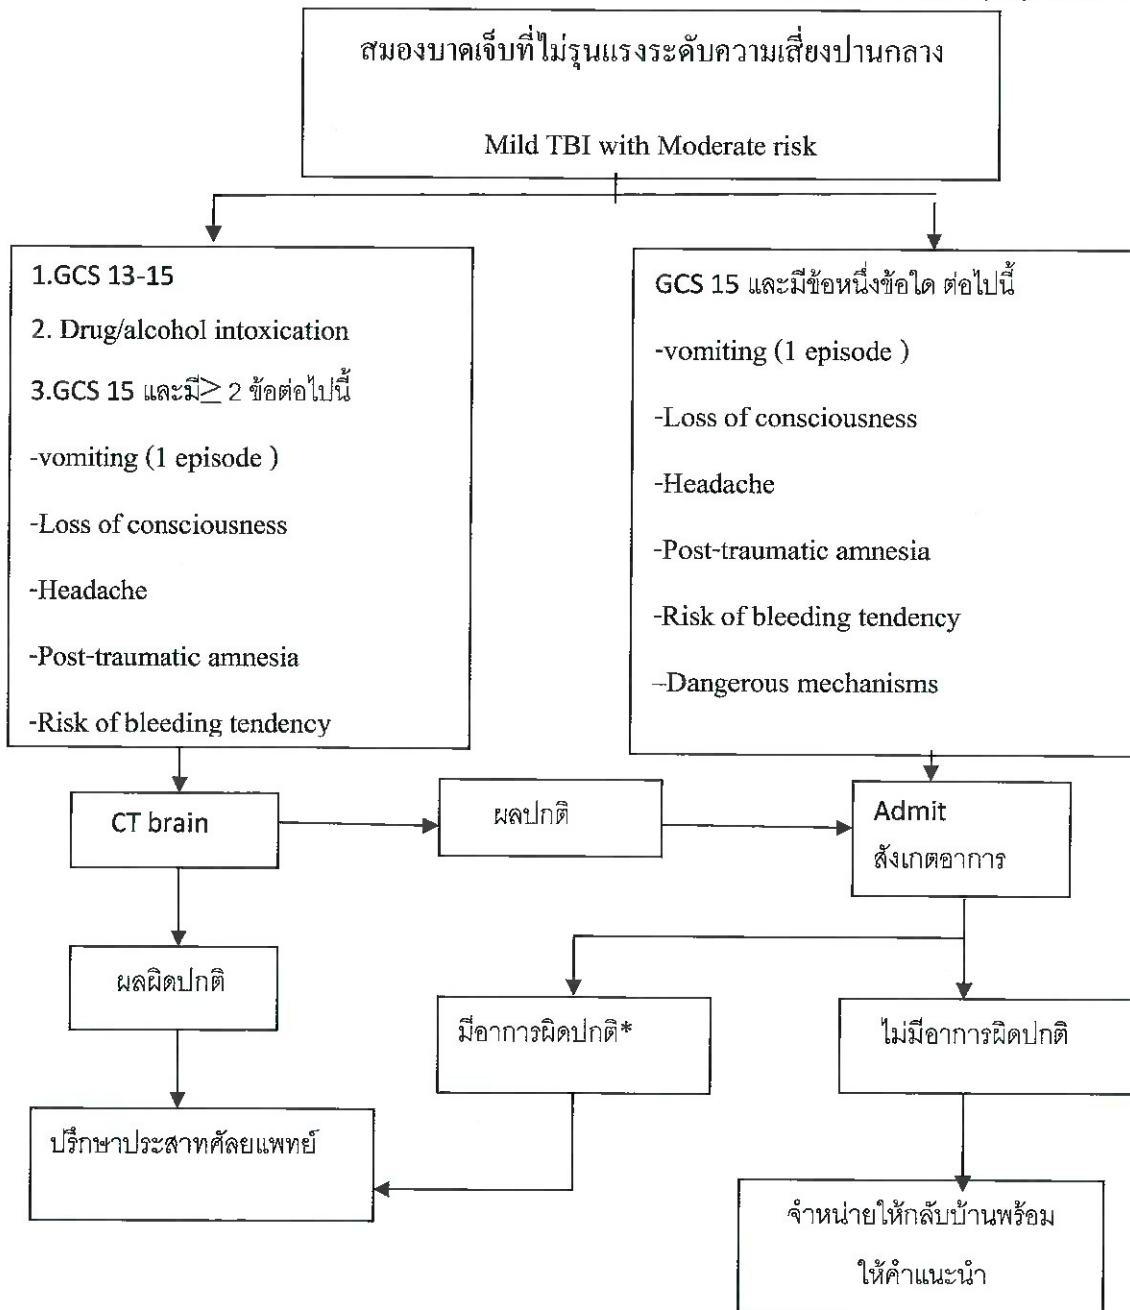 สมองบาดเจ็บที่ไม่รุนแรงระดับความเสี่ยงปานกลาง
Mild TBI with Moderate risk
1.GCS 13-15
2. Drug/alcohol intoxication
3.GCS 15 และมี≥ 2 ข้อต่อไปนี้
-vomiting (1 episode )
-Loss of consciousness
-Headache
-Post-traumatic amnesia
-Risk of bleeding tendency
GCS 15 และมีข้อหนึ่งข้อใด ต่อไปนี้
-vomiting (1 episode )
-Loss of consciousness
-Headache
-Post-traumatic amnesia
-Risk of bleeding tendency
-Dangerous mechanisms
CT brain
ผลปกติ
Admit
สังเกตอาการ
ผลผิดปกติ
มีอาการผิดปกติ*
ไม่มีอาการผิดปกติ
ปรึกษาประสาทศัลยแพทย์
จำหน่ายให้กลับบ้านพร้อม
ให้คำแนะนำ